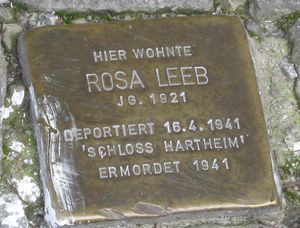 HIER WOHNTE
ROSA LEEB
JG. 1921
DEPORTIERT 16.4.1941
'SCHLOSS HARTHEIM'
ERMORDET 1941